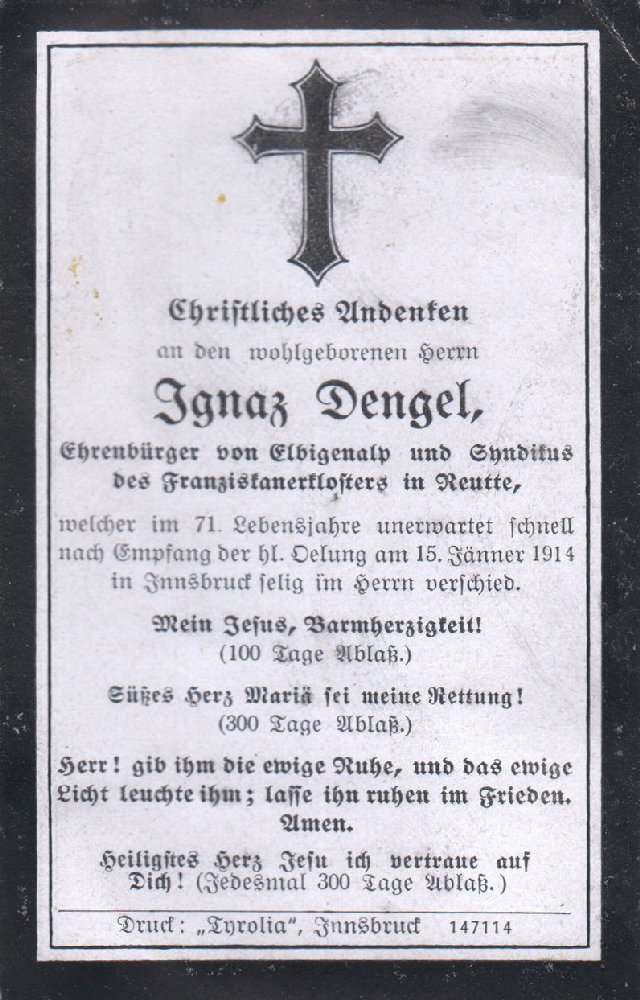 Christliches Andenken
an den wohlgeborenen Herrn
Ignaz Dengel,
Ehrenbürger von Elbigenalp und Syndikus
des Franziskanerklosters in Reutte,
welcher im 71. Lebensjahre unerwartet schnell
nach Empfang der hl. Oelung am 15. Jänner 1914
in Innsbruck selig im Herrn verschied.
Mein Jesus, Barmherzigkeit!
(100 Tage Ablaß.)
Süßes Herz Mariä sei meine Rettung!
(300 Tage Ablaß.)
Herr! gib ihm die ewige Ruhe, und das ewige
Licht leuchte ihm; lasse ihn ruhen im Frieden.
Amen.
Heiligstes Herz Jesu ich vertraue auf
Dich! (Jedesmal 300 Tage Ablaß.)
Druck: „Tyrolia“, Innsbruck 147114